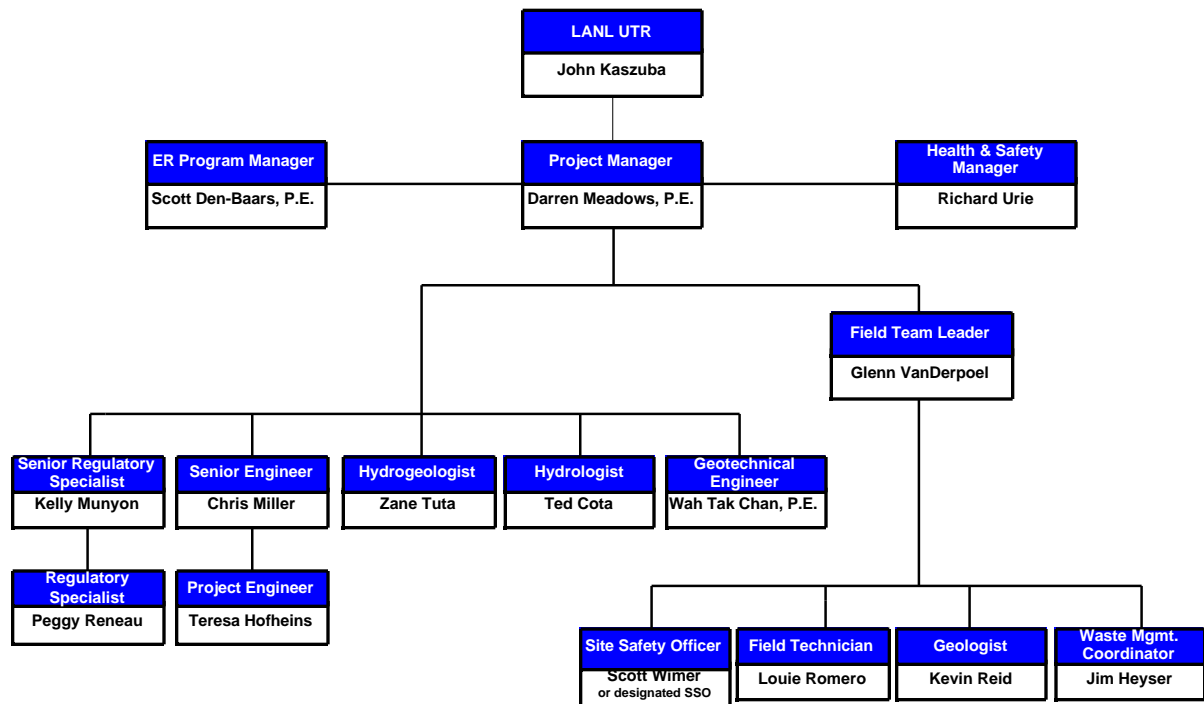 LANL UTR
John Kaszuba
ER Program Manager
Scott Den-Baars, P.E.
Project Manager
Darren Meadows, P.E.
Health & Safety
Manager
Richard Urie
Field Team Leader
Glenn VanDerpoel
Senior Regulatory
Specialist
Kelly Munyon
Senior Engineer
Chris Miller
Hydrogeologist
Zane Tuta
Hydrologist
Ted Cota
Geotechnical
Engineer
Wah Tak Chan, P.E.
Regulatory
Specialist
Peggy Reneau
Project Engineer
Teresa Hofheins
Site Safety Officer
Scott Wimer
or designated SSO
Field Technician
Louie Romero
Geologist
Kevin Reid
Waste Mgmt.
Coordinator
Jim Heyser